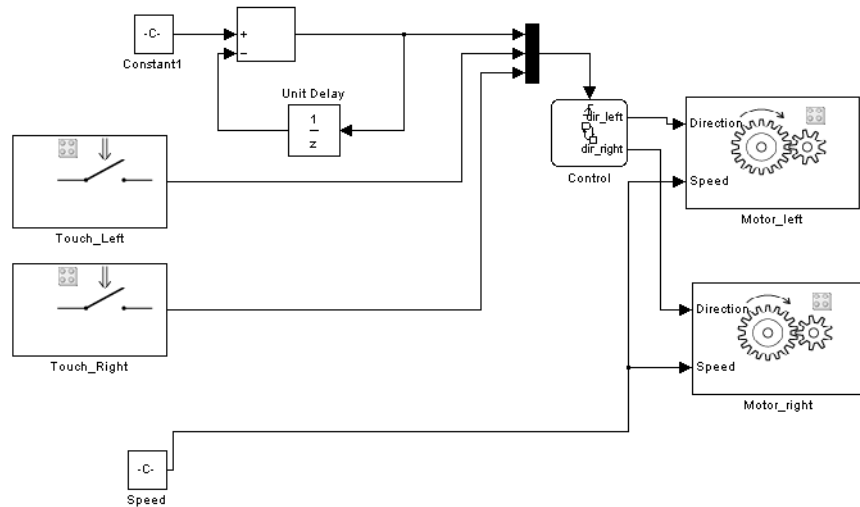 -C-
Constant1
+
−
Unit Delay
1
z
Touch_Left
Touch_Right
-C-
Speed
dir_left
dir_right
Control
Direction
Speed
Motor_left
Direction
Speed
Motor_right